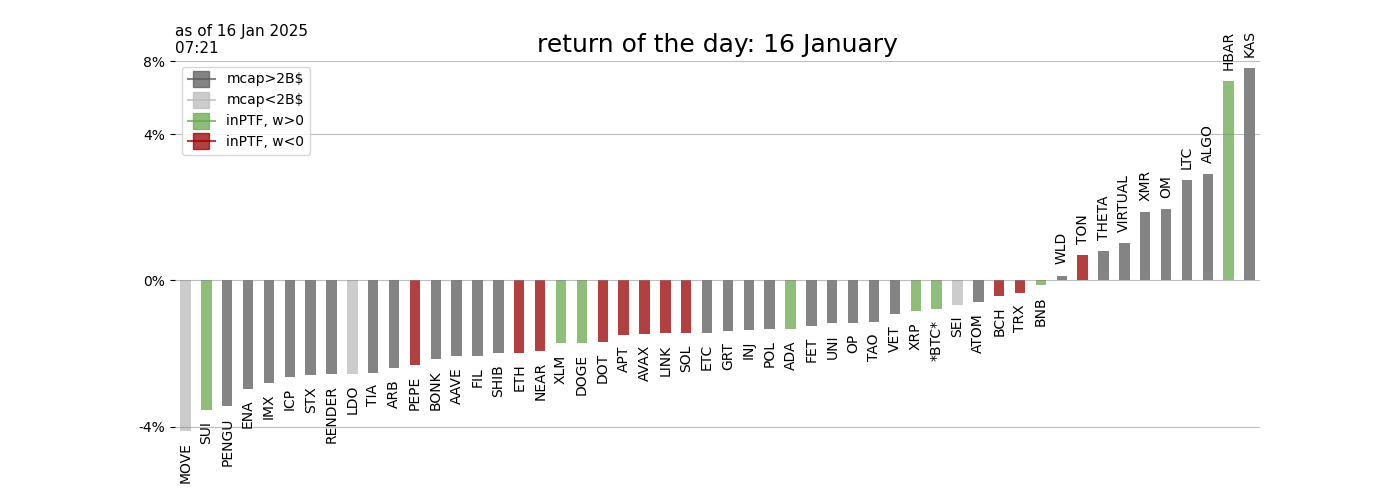 as of 16 Jan 2025
07:21
return of the day: 16 January
8%
4%
0%
-4%
mcap>2B$
mcap<2B$
inPTF, w>0
inPTF, w<0
MOVE
SUI
PENGU
ENA
IMX
ICP
STX
RENDER
LDO
TIA
ARB
PEPE
BONK
AAVE
FIL
SHIB
ETH
NEAR
XLM
DOGE
DOT
APT
AVAX
LINK
SOL
ETC
GRT
INJ
POL
ADA
FET
UNI
OP
TAO
VET
XRP
*BTC*
SEI
ATOM
BCH
TRX
BNB
WLD
TON
THETA
VIRTUAL
XMR
OM
LTC
ALGO
HBAR
KAS